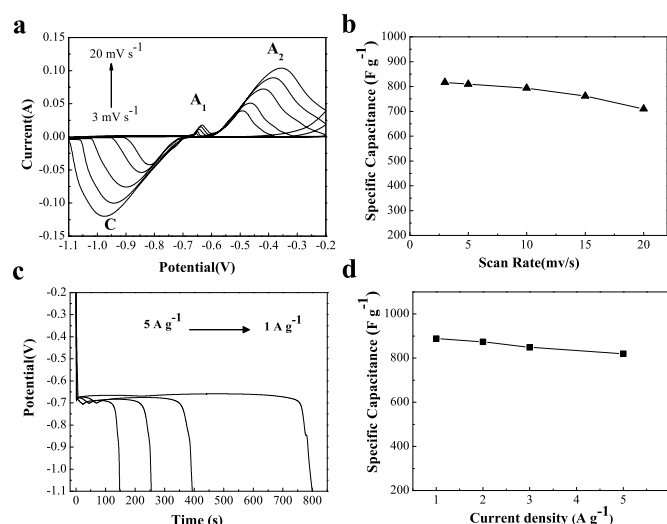 a
20 mV s-1
3 mV s-1
A1
A2
C
Current(A)
0.15
0.10
0.05
0.00
-0.05
-0.10
0.15
-1.1 -1.0 -0.9 -0.8 -0.7 -0.6 -0.5 -0.4 -0.3 -0.2
Potential(V)
b
Specific Capacitance (F g-1)
1000
900
800
700
600
500
400
300
200
0 5 10 15 20
Scan Rate(mv/s)
c
5 A g-1
1 A g-1
Potential(V)
-0.2
-0.3
-0.4
-0.5
-0.6
-0.7
-0.8
-0.9
-1.0
-1.1
0 100 200 300 400 500 600 700 800
Time (s)
d
Specific Capacitance (F g-1)
1000
800
600
400
200
1 2 3 4 5
Current density (A g-1)